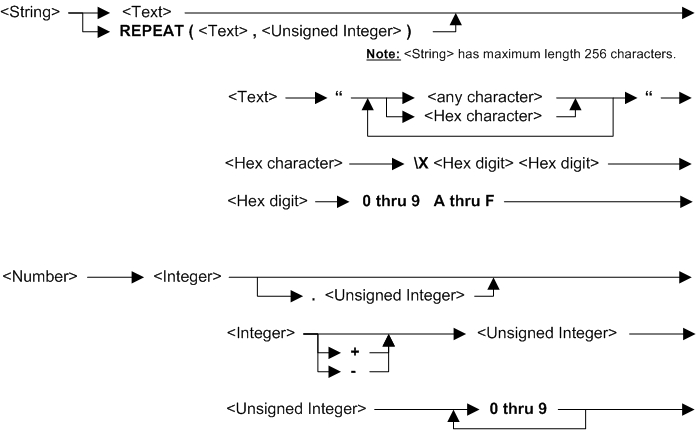 <String> <Text>
REPEAT ( <Text> , <Unsigned Integer> )
Note: <String> has maximum length 256 characters.
<Text> “ <any character> “
<Hex character>
<Hex character> \X <Hex digit> <Hex digit>
<Hex digit> 0 thru 9 A thru F
<Number> <Integer>
. <Unsigned Integer>
<Integer> <Unsigned Integer>
+
-
<Unsigned Integer> 0 thru 9